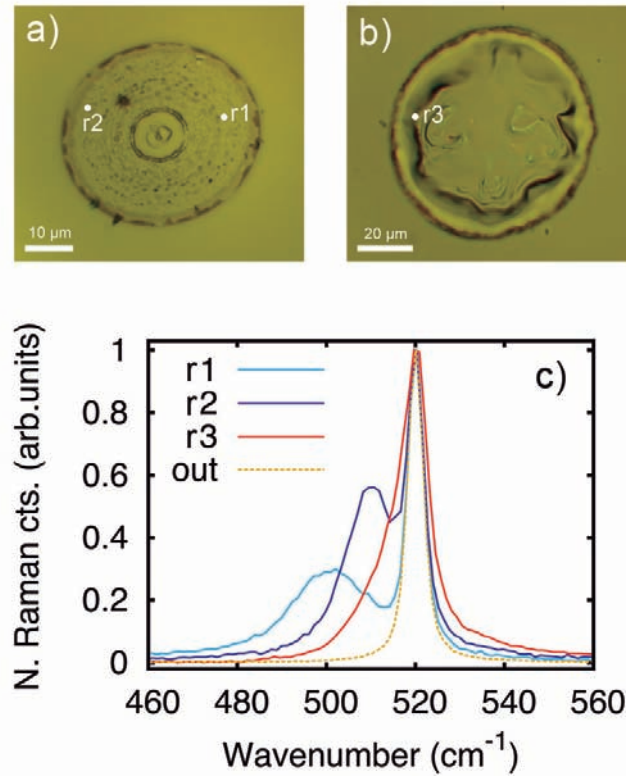 a)
r2
r1
10 µm
b)
r3
20 µm
N. Raman cts. (arb.units)
1
0.8
0.6
0.4
0.2
0
r1
r2
r3
out
c)
460 480 500 520 540 560
Wavenumber (cm⁻¹)